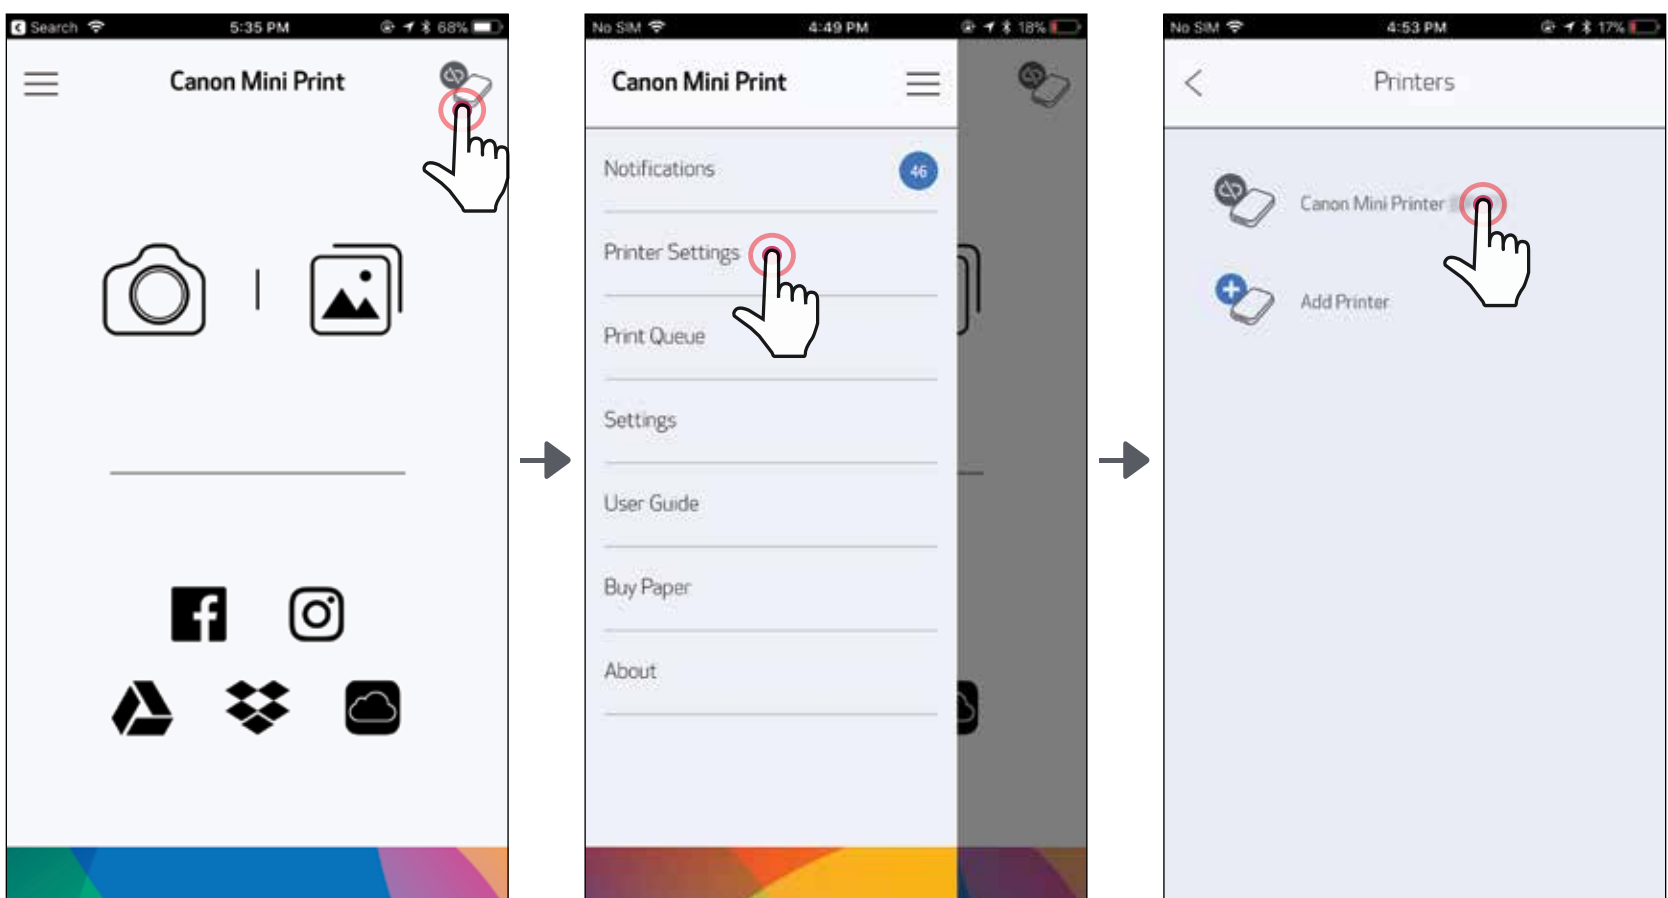 Search 5:35 PM 68%
Canon Mini Print
No SIM 4:49 PM 18%
Canon Mini Print
Notifications 46
Printer Settings
Print Queue
Settings
User Guide
Buy Paper
About
No SIM 4:53 PM 17%
Printers
Canon Mini Printer
Add Printer